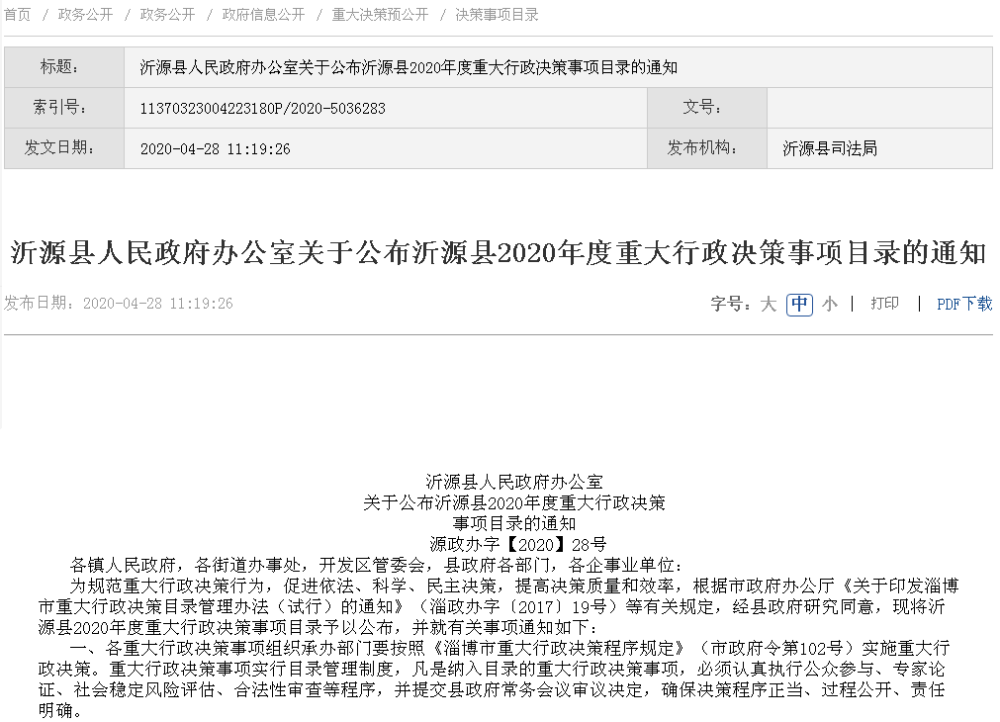 首页 / 政务公开 / 政务公开 / 政府信息公开 / 重大决策预公开 / 决策事项目录
标题： 沂源县人民政府办公室关于公布沂源县2020年度重大行政决策事项目录的通知
索引号： 11370323004223180P/2020-5036283 文号：
发文日期： 2020-04-28 11:19:26 发布机构： 沂源县司法局
沂源县人民政府办公室关于公布沂源县2020年度重大行政决策事项目录的通知
发布日期：2020-04-28 11:19:26 字号：大 中 小 | 打印 | PDF下载
沂源县人民政府办公室
关于公布沂源县2020年度重大行政决策
事项目录的通知
源政办字【2020】28号
各镇人民政府，各街道办事处，开发区管委会，县政府各部门，各企事业单位：
为规范重大行政决策行为，促进依法、科学、民主决策，提高决策质量和效率，根据市政府办公厅《关于印发淄博
市重大行政决策目录管理办法（试行）的通知》（淄政办字〔2017〕19号）等有关规定，经县政府研究同意，现将沂
源县2020年度重大行政决策事项目录予以公布，并就有关事项通知如下：
一、各重大行政决策事项组织承办部门要按照《淄博市重大行政决策程序规定》（市政府令第102号）实施重大行
政决策。重大行政决策事项实行目录管理制度，凡是纳入目录的重大行政决策事项，必须认真执行公众参与、专家论
证、社会稳定风险评估、合法性审查等程序，并提交县政府常务会议审议决定，确保决策程序正当、过程公开、责任
明确。